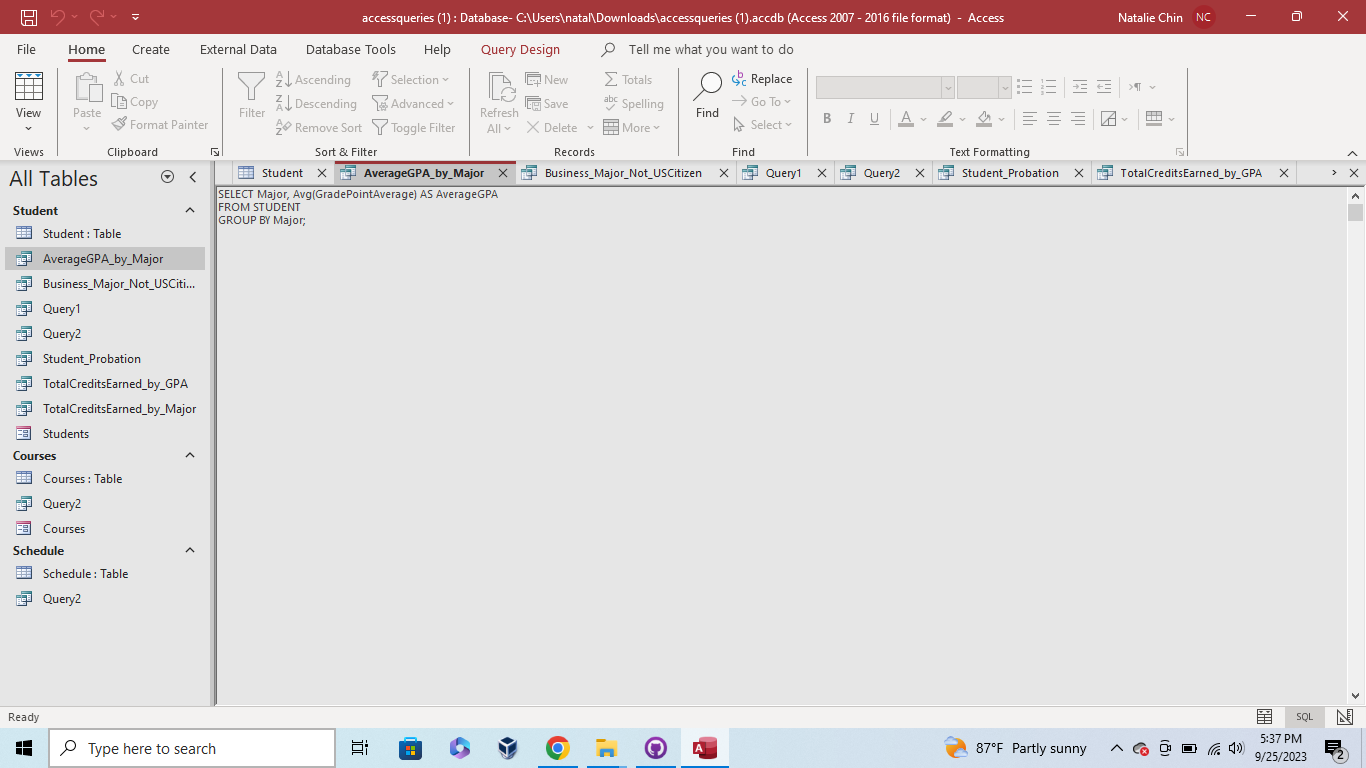 accessqueries (1) : Database- C:\Users\natal\Downloads\accessqueries (1).accdb (Access 2007 - 2016 file format) - Access
Natalie Chin NC
File Home Create External Data Database Tools Help Query Design Tell me what you want to do
View
Views
Paste
Cut
Copy
Format Painter
Clipboard
Filter
Ascending
Descending
Remove Sort
Selection
Advanced
Toggle Filter
Sort & Filter
Refresh
All
New
Save
Delete
Totals
Spelling
More
Records
Find
Replace
Go To
Select
Find
B I U
A
Text Formatting
All Tables
Student
Student : Table
AverageGPA_by_Major
Business_Major_Not_USCiti...
Query1
Query2
Student_Probation
TotalCreditsEarned_by_GPA
TotalCreditsEarned_by_Major
Students
Courses
Courses : Table
Query2
Courses
Schedule
Schedule : Table
Query2
Student AverageGPA_by_Major Business_Major_Not_USCitizen Query1 Query2 Student_Probation TotalCreditsEarned_by_GPA
SELECT Major, Avg(GradePointAverage) AS AverageGPA
FROM STUDENT
GROUP BY Major;
Ready
SQL
Type here to search
87°F Partly sunny
5:37 PM
9/25/2023
2